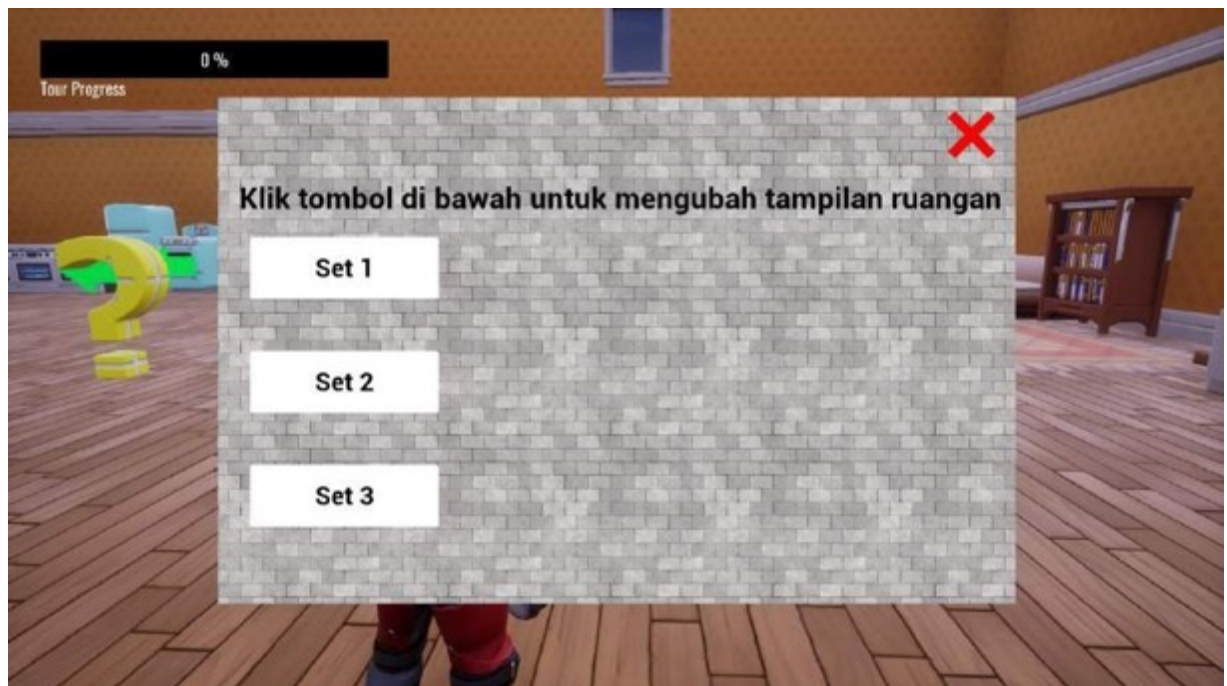 0 %
Tour Progress
Klik tombol di bawah untuk mengubah tampilan ruangan
Set 1
Set 2
Set 3